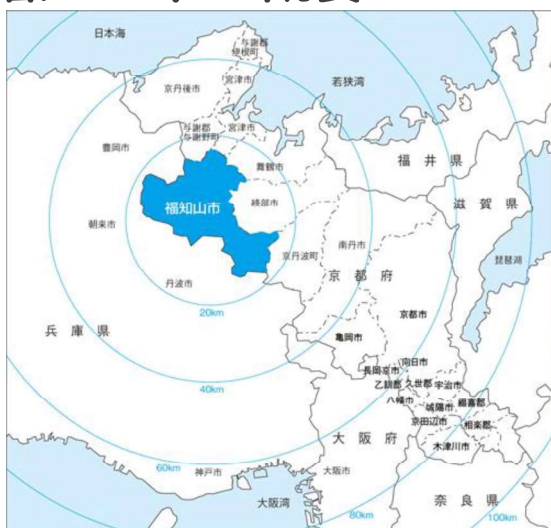 日本海
与謝郡
伊根町
若狭湾
京丹後市
宮津市
与謝郡
与謝野町
宮津市
豊岡市
舞鶴市
福井県
滋賀県
福知山市
綾部市
朝来市
京丹波町
南丹市
琵琶湖
京都府
丹波市
20km
京都市
兵庫県
亀岡市
向日市
長岡京市
乙訓郡
久世郡
宇治市
40km
八幡市
城陽市
綴喜郡
京田辺市
相楽郡
大阪府
木津川市
60km
神戸市
大阪市
大阪湾
80km
奈良県
100km